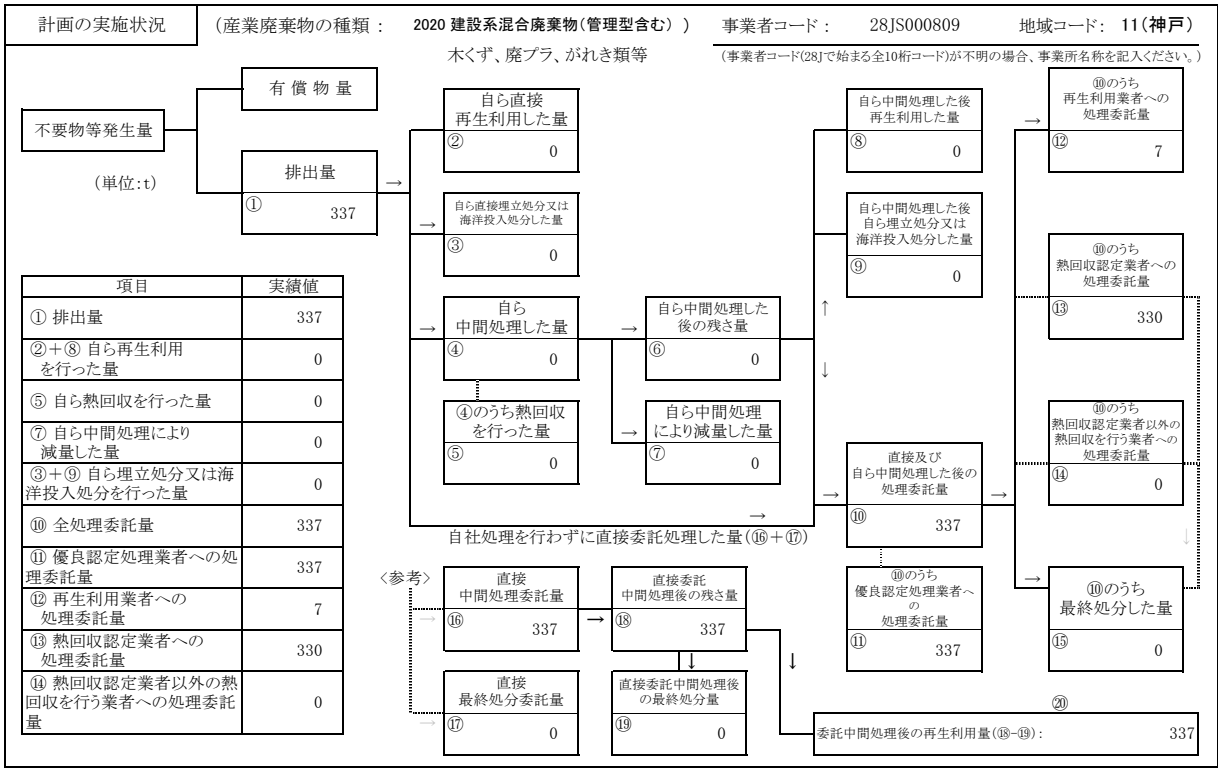 計画の実施状況
(産業廃棄物の種類： 2020 建設系混合廃棄物(管理型含む) )
木くず、廃プラ、がれき類等
事業者コード： 28JS000809 地域コード： 11(神戸)
(事業者コード(28Jで始まる全10桁コード)が不明の場合、事業所名称を記入ください。)
不要物等発生量
(単位:t)
有償物量
排出量
① 337
→
自ら直接
再生利用した量
② 0
→
自ら直接埋立処分又は
海洋投入処分した量
③ 0
→
自ら
中間処理した量
④ 0
④のうち熱回収
を行った量
⑤ 0
→
自ら中間処理した
後の残さ量
⑥ 0
→
自ら中間処理
により減量した量
⑦ 0
自ら中間処理した後
再生利用した量
⑧ 0
自ら中間処理した後
自ら埋立処分又は
海洋投入処分した量
⑨ 0
↑
↓
→
直接及び
自ら中間処理した後の
処理委託量
⑩ 337
→
⑩のうち
優良認定処理業者へ
の
処理委託量
⑪ 337
→
⑩のうち
再生利用業者への
処理委託量
⑫ 7
⑩のうち
熱回収認定業者への
処理委託量
⑬ 330
⑩のうち
熱回収認定業者以外の
熱回収を行う業者への
処理委託量
⑭ 0
↓
→
⑩のうち
最終処分した量
⑮ 0
項目 実績値
① 排出量 337
②＋⑧ 自ら再生利用
を行った量 0
⑤ 自ら熱回収を行った量 0
⑦ 自ら中間処理により
減量した量 0
③＋⑨ 自ら埋立処分又は海
洋投入処分を行った量 0
⑩ 全処理委託量 337
⑪ 優良認定処理業者への処
理委託量 337
⑫ 再生利用業者への
処理委託量 7
⑬ 熱回収認定業者への
処理委託量 330
⑭ 熱回収認定業者以外の熱
回収を行う業者への処理委託
量 0
→
自社処理を行わずに直接委託処理した量(⑯＋⑰)
〈参考〉
→
直接
中間処理委託量
⑯ 337
→
直接委託
中間処理後の残さ量
⑱ 337
→
直接
最終処分委託量
⑰ 0
↓
直接委託中間処理後
の最終処分量
⑲ 0
↓
⑳
委託中間処理後の再生利用量(⑱-⑲)： 337